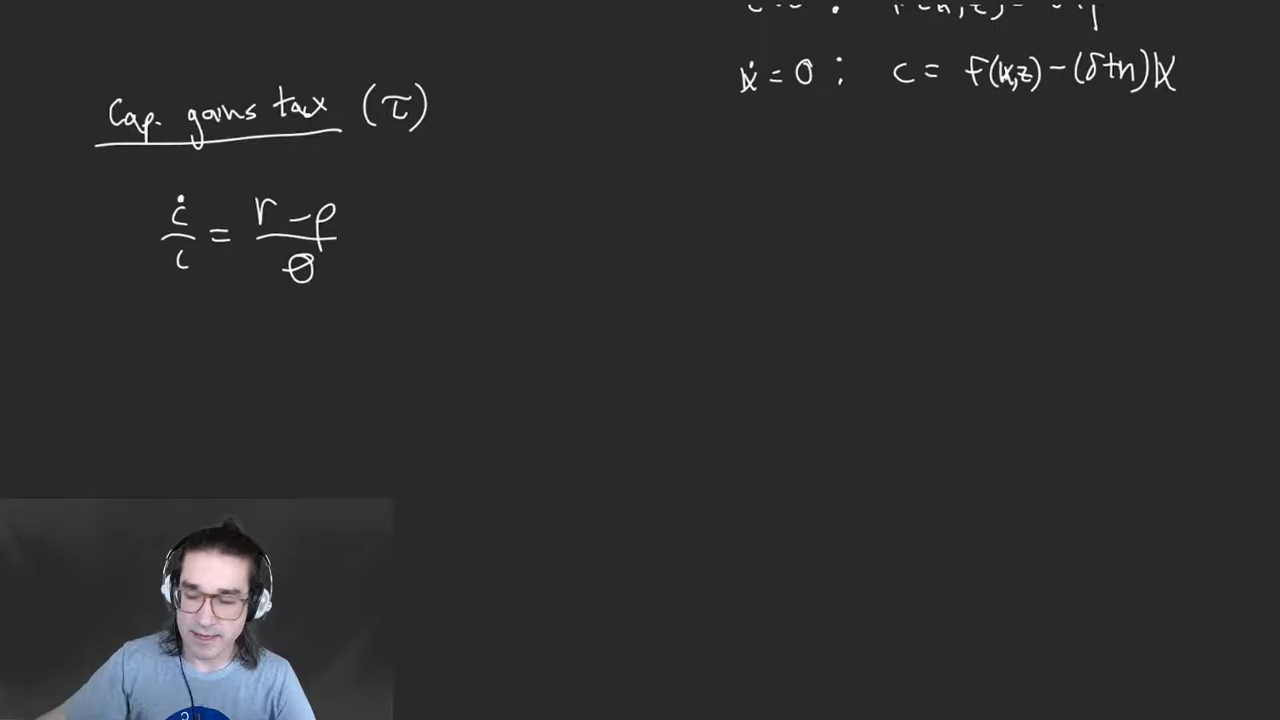 k̇ = 0 : c = f(k,z) - (δ+n)k
Cap. gains tax (τ)
ċ/c = (r - ρ)/θ